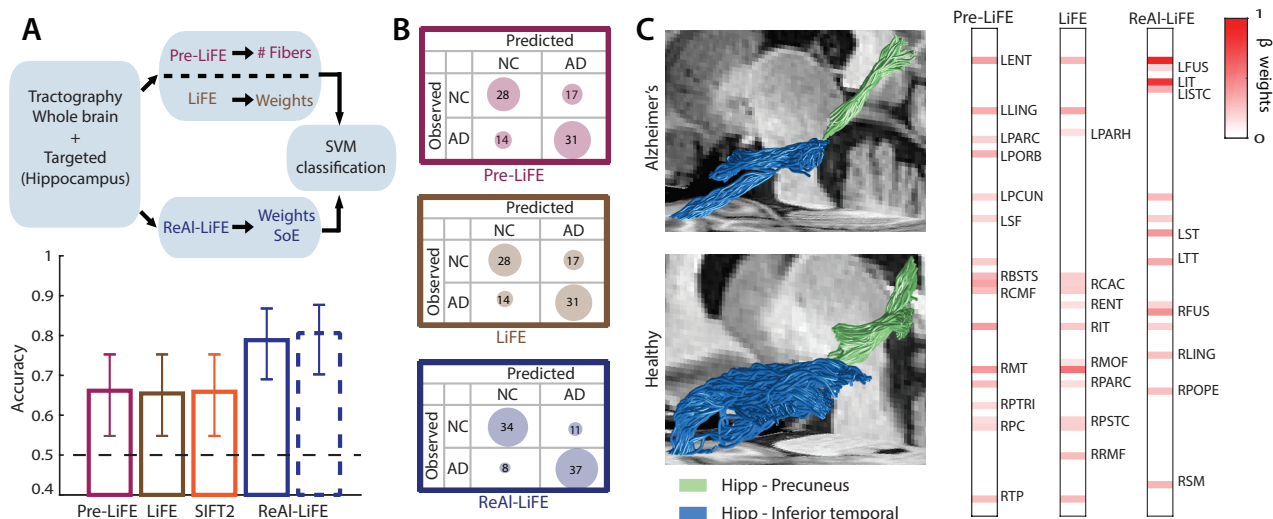 A
Pre-LiFE
# Fibers
LiFE
Weights
Tractography
Whole brain
+
Targeted
(Hippocampus)
SVM
classification
ReAl-LiFE
Weights
SoE
1
0.9
0.8
0.7
0.6
0.5
0.4
Accuracy
Pre-LiFE
LiFE
SIFT2
ReAl-LiFE
B
Predicted
NC
AD
Observed
NC
28
17
AD
14
31
Pre-LiFE
Predicted
NC
AD
Observed
NC
28
17
AD
14
31
LiFE
Predicted
NC
AD
Observed
NC
34
11
AD
8
37
ReAl-LiFE
C
Alzheimer's
Healthy
Hipp - Precuneus
Hipp - Inferior temporal
Pre-LiFE
LENT
LLING
LPARC
LPORB
LPCUN
LSF
RBSTS
RCMF
RMT
RPTRI
RPC
RTP
LiFE
LPARH
RCAC
RENT
RIT
RMOF
RPARC
RPSTC
RRMF
ReAl-LiFE
LFUS
LIT
LISTC
LST
LTT
RFUS
RLING
RPOPE
RSM
1
β weights
0